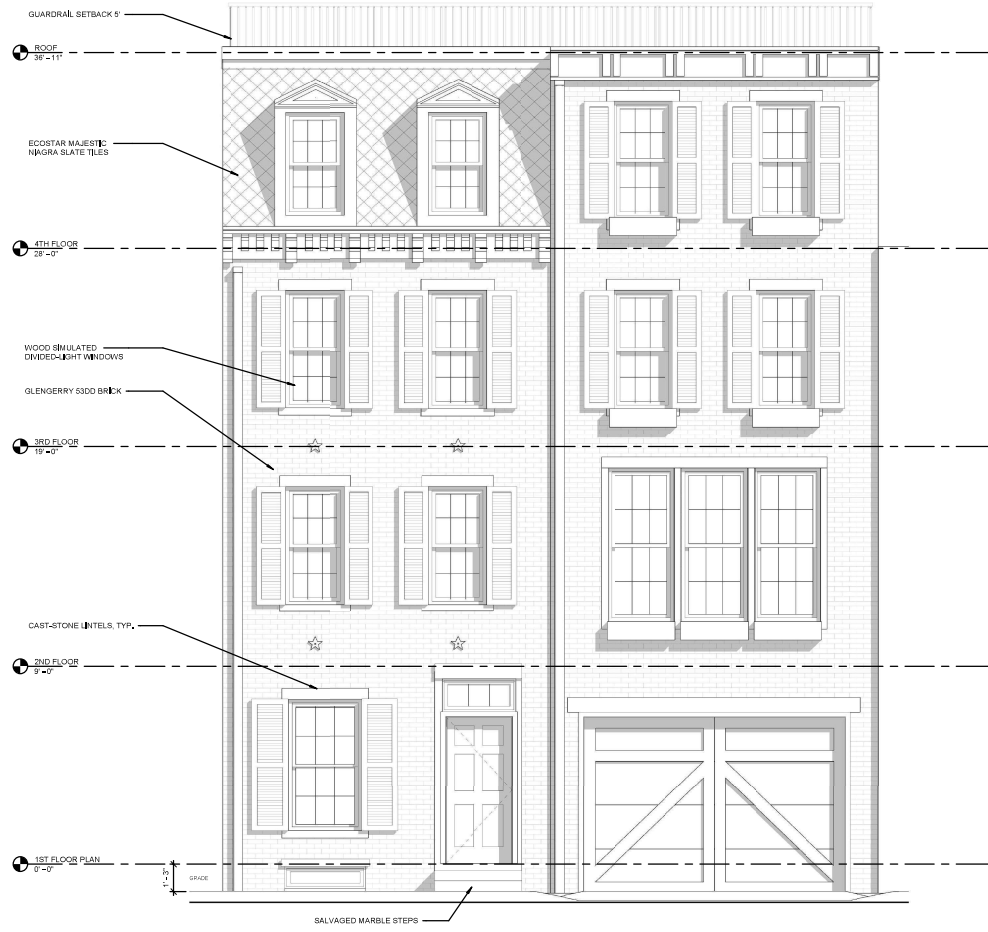 GUARDRAIL SETBACK 5'
ROOF
36'-11"
ECOSTAR MAJESTIC
NIAGRA SLATE TILES
4TH FLOOR
28'-0"
WOOD SIMULATED
DIVIDED-LIGHT WINDOWS
GLENGERRY 53DD BRICK
3RD FLOOR
19'-0"
CAST-STONE LINTELS, TYP.
2ND FLOOR
9'-0"
1ST FLOOR PLAN
0'-0"
1'-3"
GRADE
SALVAGED MARBLE STEPS